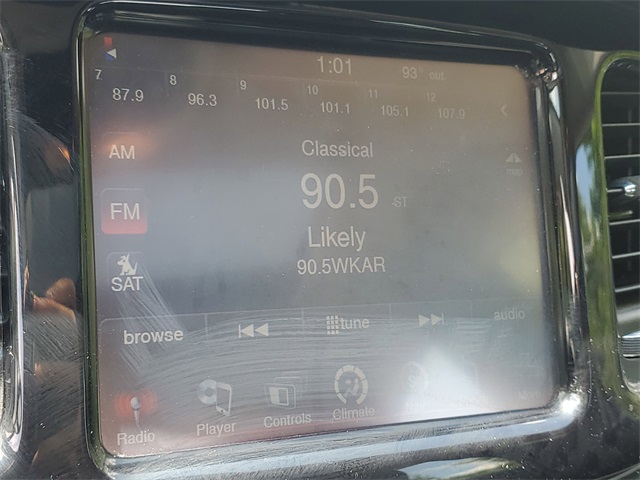 1:01 93° out
7 8 9 10 11 12
87.9 96.3 101.5 101.1 105.1 107.9
AM
Classical
map
FM
90.5 ST
Likely
SAT
90.5WKAR
browse tune audio
Radio Player Controls Climate